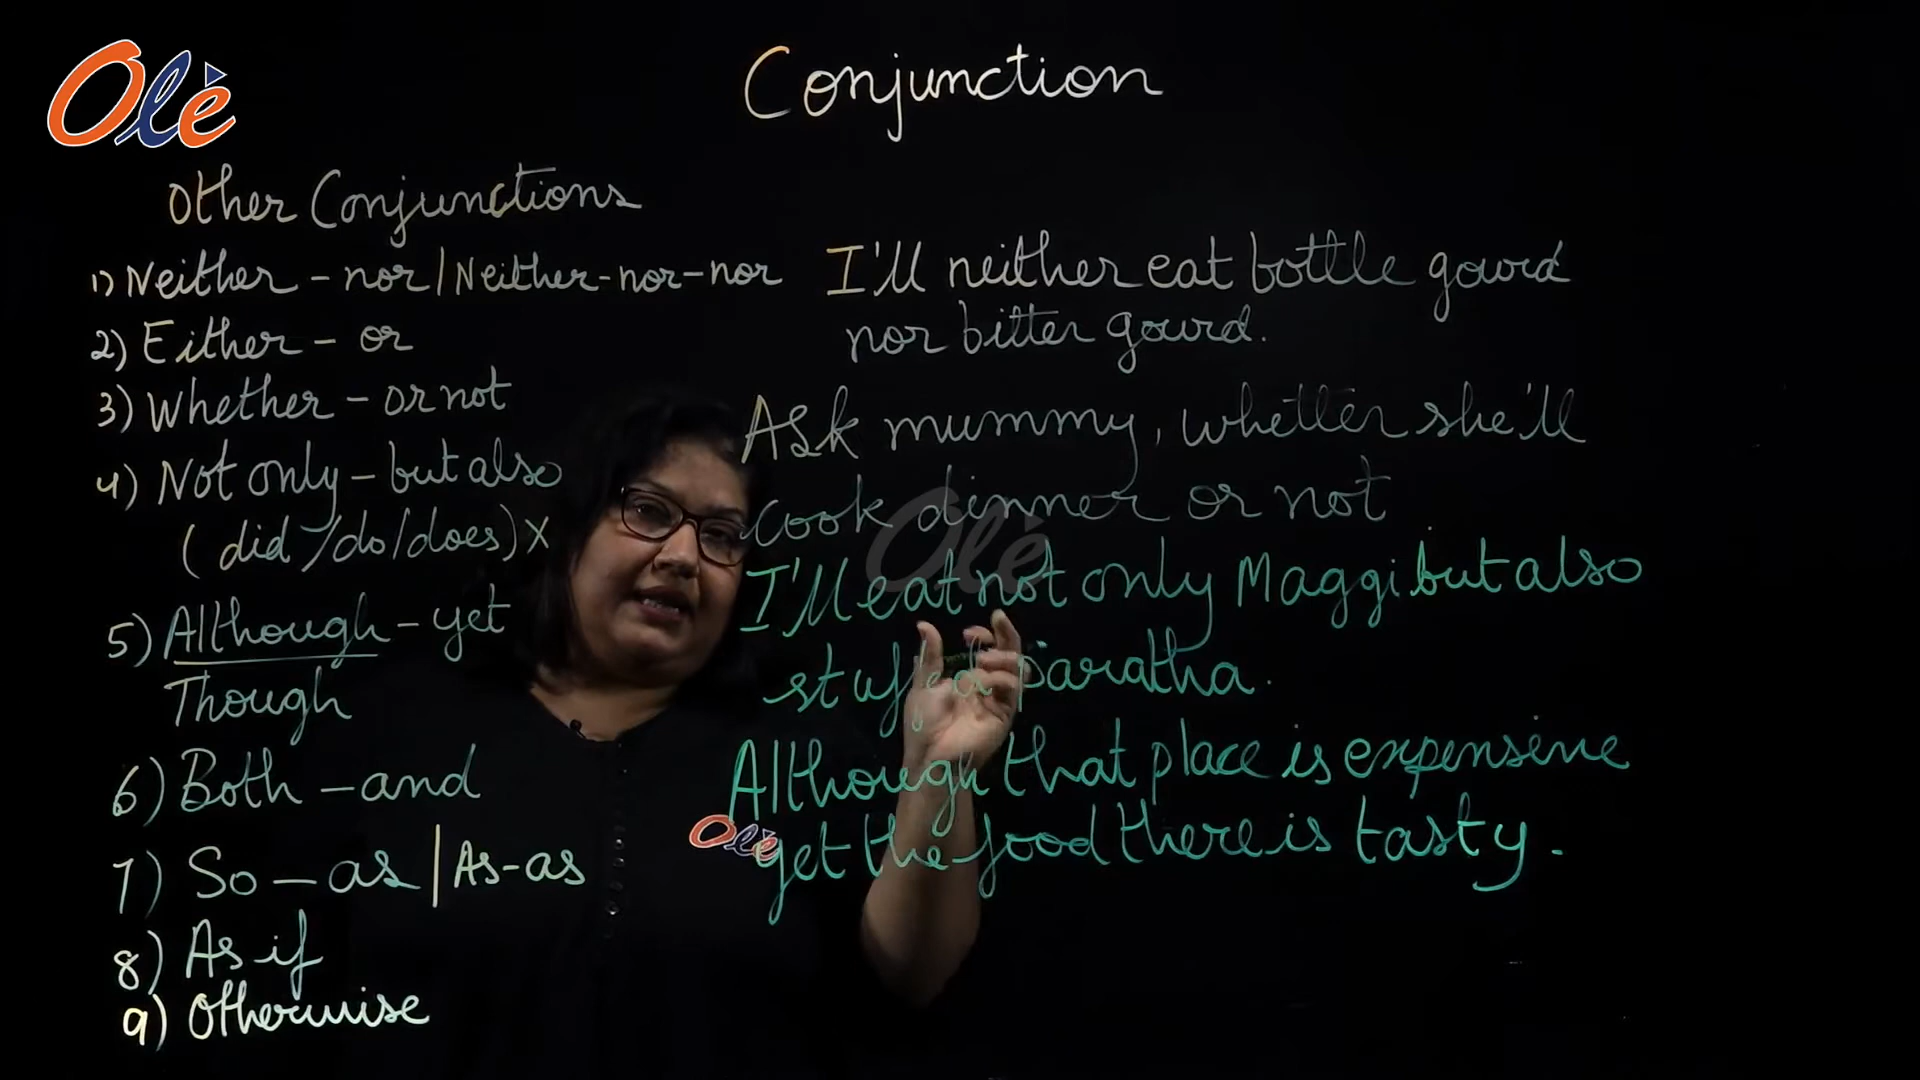 Olè
Conjunction
Other Conjunctions
1) Neither - nor | Neither-nor-nor
2) Either - or
3) Whether - or not
4) Not only - but also
(did/do/does) X
5) Although - yet
Though
6) Both - and
7) So - as | As-as
8) As if
9) Otherwise
I'll neither eat bottle gourd
nor bitter gourd.
Ask mummy, whether she'll
cook dinner or not
Olè
I'll eat not only Maggi but also
stuffed paratha.
Although that place is expensive
Olè
yet the food there is tasty.